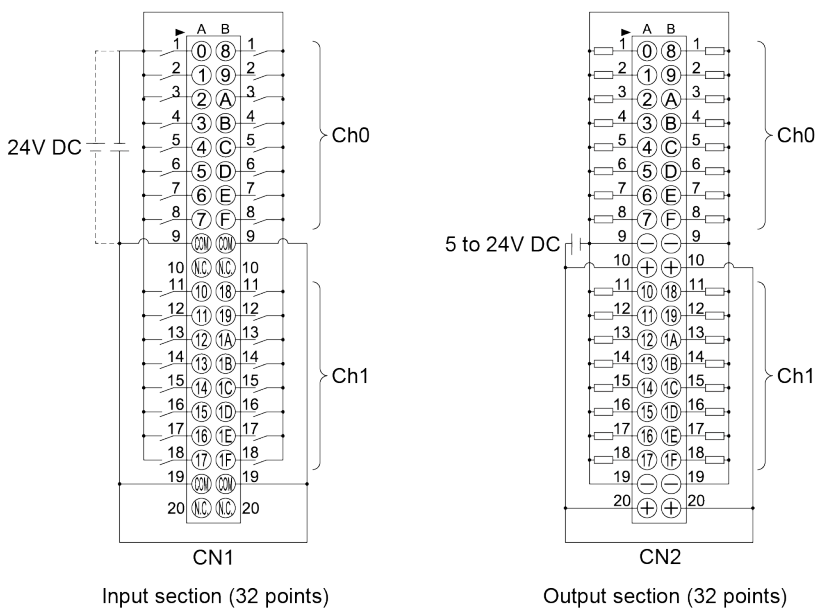 A B
1 0 8 1
2 1 9 2
3 2 A 3
4 3 B 4
5 4 C 5
6 5 D 6
7 6 E 7
8 7 F 8
9 COM COM 9
10 N.C. N.C. 10
11 10 18 11
12 11 19 12
13 12 1A 13
14 13 1B 14
15 14 1C 15
16 15 1D 16
17 16 1E 17
18 17 1F 18
19 COM COM 19
20 N.C. N.C. 20
24V DC
Ch0
Ch1
CN1
Input section (32 points)
A B
1 0 8 1
2 1 9 2
3 2 A 3
4 3 B 4
5 4 C 5
6 5 D 6
7 6 E 7
8 7 F 8
9 − − 9
10 + + 10
11 10 18 11
12 11 19 12
13 12 1A 13
14 13 1B 14
15 14 1C 15
16 15 1D 16
17 16 1E 17
18 17 1F 18
19 − − 19
20 + + 20
5 to 24V DC
Ch0
Ch1
CN2
Output section (32 points)